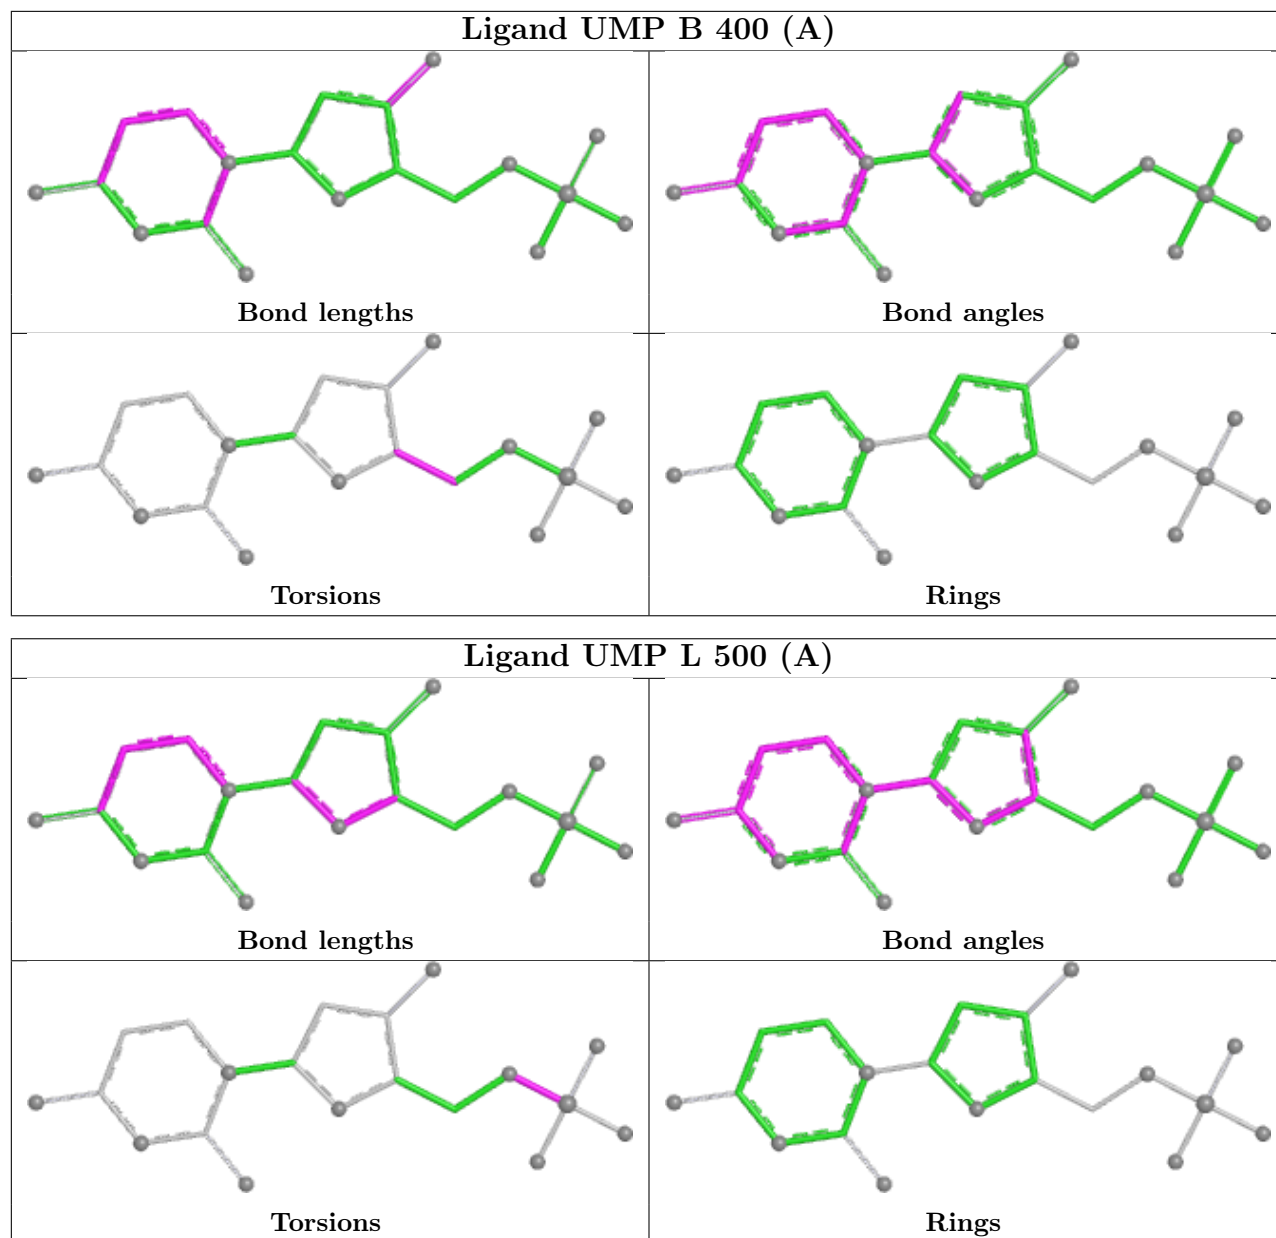 Ligand UMP B 400 (A)
Bond lengths
Bond angles
Torsions
Rings
Ligand UMP L 500 (A)
Bond lengths
Bond angles
Torsions
Rings